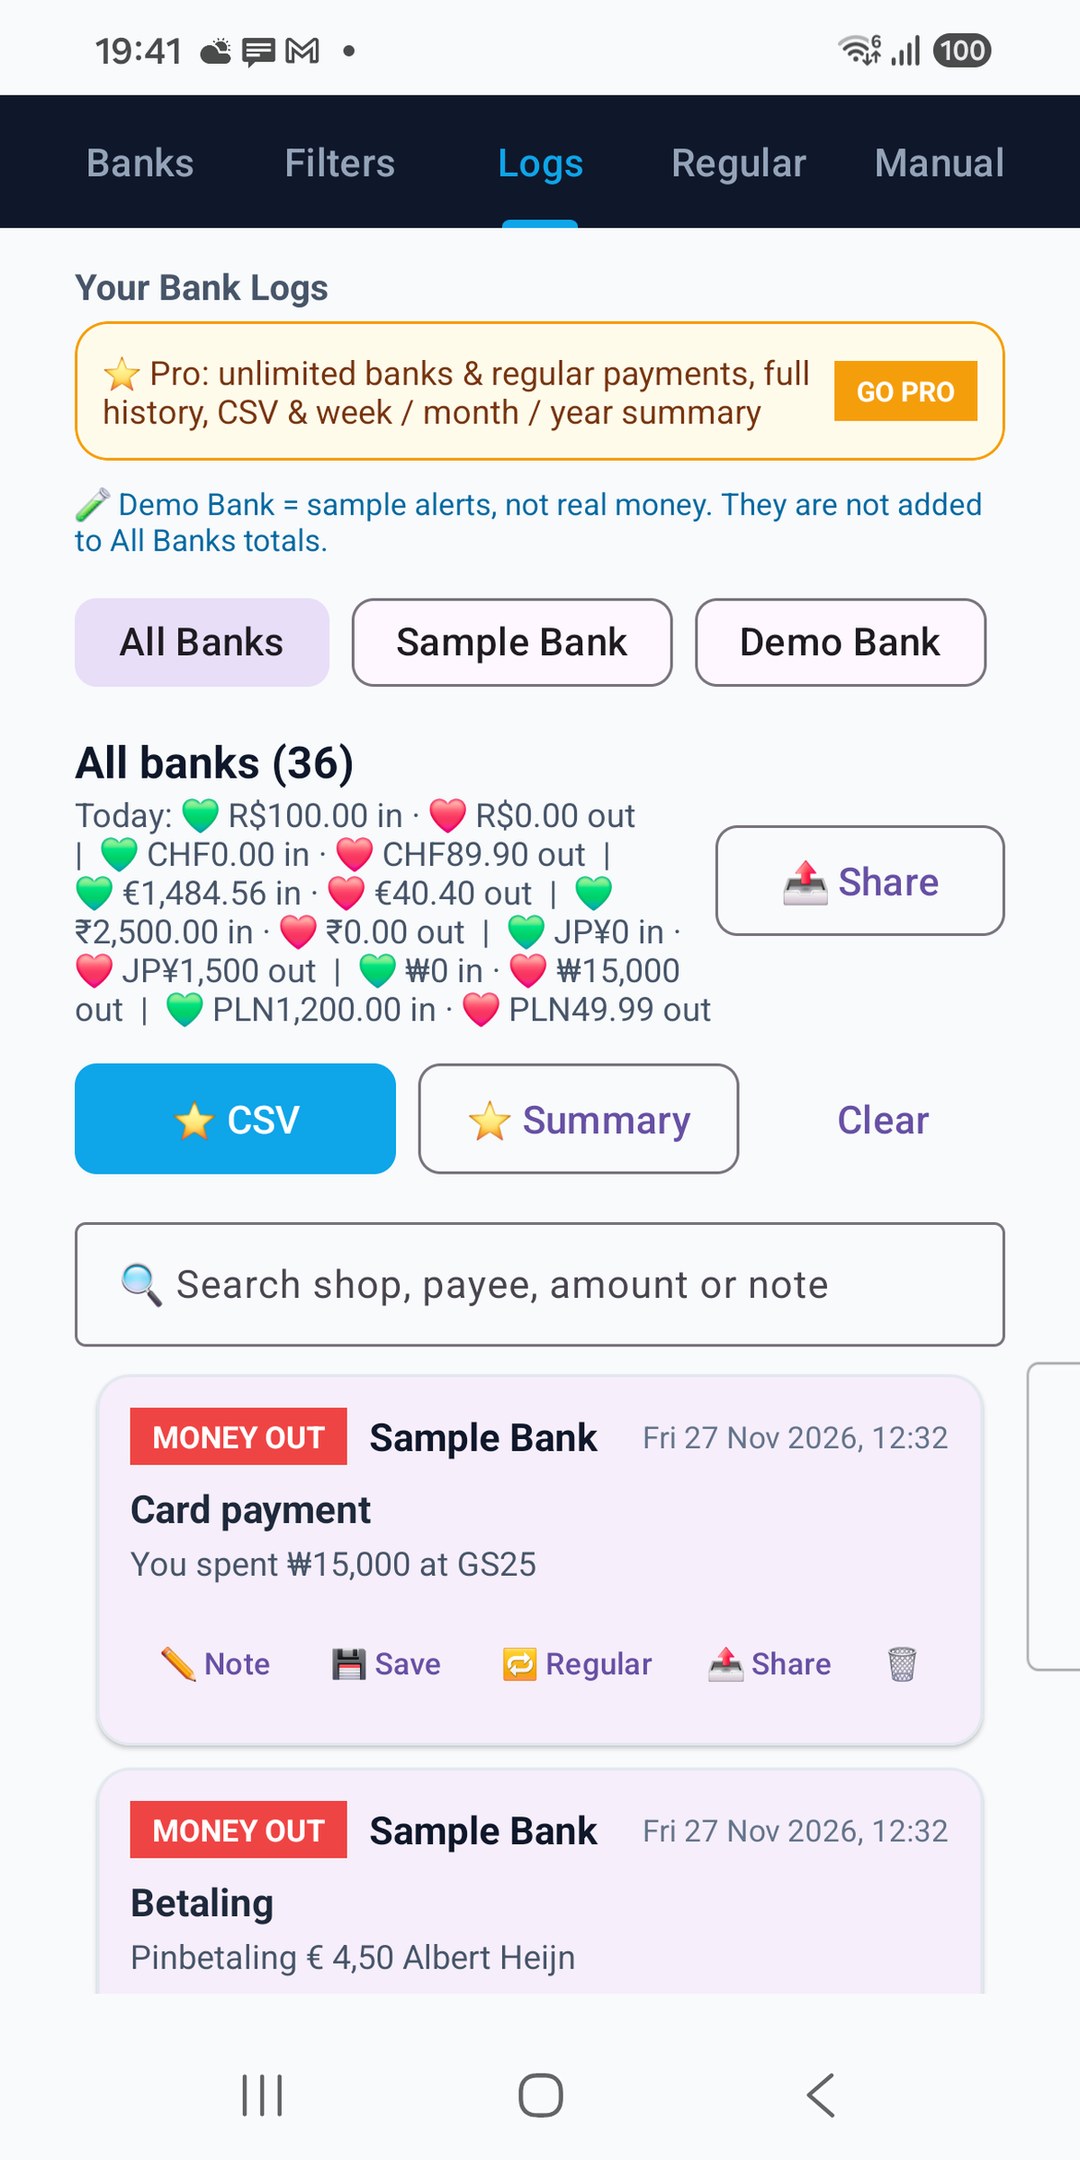 19:41
6
100
Banks Filters Logs Regular Manual
Your Bank Logs
⭐ Pro: unlimited banks & regular payments, full
history, CSV & week / month / year summary
GO PRO
🧪 Demo Bank = sample alerts, not real money. They are not added
to All Banks totals.
All Banks Sample Bank Demo Bank
All banks (36)
Today: 💚 R$100.00 in · ❤️ R$0.00 out
| 💚 CHF0.00 in · ❤️ CHF89.90 out |
💚 €1,484.56 in · ❤️ €40.40 out | 💚
₹2,500.00 in · ❤️ ₹0.00 out | 💚 JP¥0 in ·
❤️ JP¥1,500 out | 💚 ₩0 in · ❤️ ₩15,000
out | 💚 PLN1,200.00 in · ❤️ PLN49.99 out
📤 Share
⭐ CSV ⭐ Summary Clear
🔍 Search shop, payee, amount or note
MONEY OUT Sample Bank Fri 27 Nov 2026, 12:32
Card payment
You spent ₩15,000 at GS25
✏️ Note 💾 Save 🔁 Regular 📤 Share 🗑️
MONEY OUT Sample Bank Fri 27 Nov 2026, 12:32
Betaling
Pinbetaling € 4,50 Albert Heijn